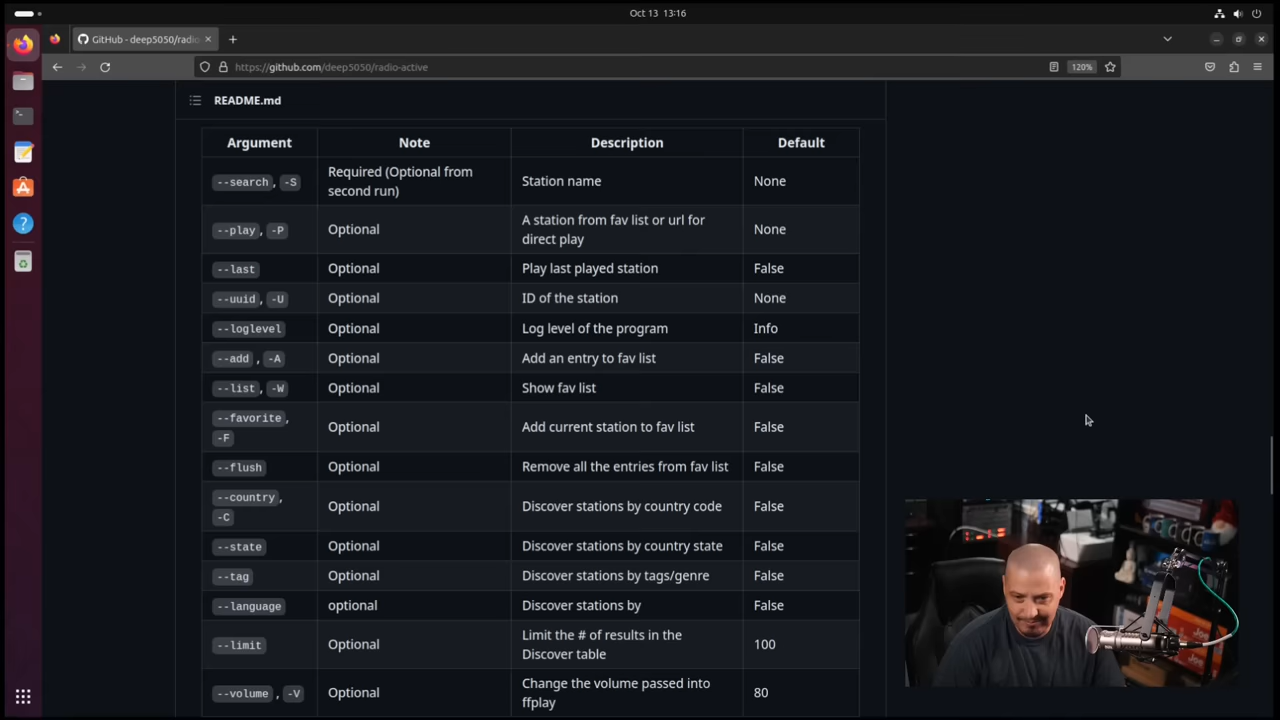 Oct 13 13:16
GitHub - deep5050/radio
https://github.com/deep5050/radio-active
120%
README.md
Argument Note Description Default
--search, -S Required (Optional from second run) Station name None
--play, -P Optional A station from fav list or url for direct play None
--last Optional Play last played station False
--uuid, -U Optional ID of the station None
--loglevel Optional Log level of the program Info
--add , -A Optional Add an entry to fav list False
--list, -W Optional Show fav list False
--favorite, -F Optional Add current station to fav list False
--flush Optional Remove all the entries from fav list False
--country, -C Optional Discover stations by country code False
--state Optional Discover stations by country state False
--tag Optional Discover stations by tags/genre False
--language optional Discover stations by False
--limit Optional Limit the # of results in the Discover table 100
--volume , -V Optional Change the volume passed into ffplay 80